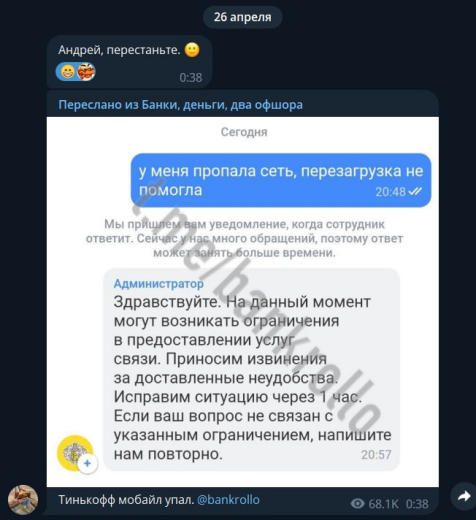 26 апреля
Андрей, перестаньте. 🙂
0:38
Переслано из Банки, деньги, два офшора
Сегодня
у меня пропала сеть, перезагрузка не
помогла
20:48
Мы пришлем вам уведомление, когда сотрудник
ответит. Сейчас у нас много обращений, поэтому ответ
может занять больше времени.
Администратор
Здравствуйте. На данный момент
могут возникать ограничения
в предоставлении услуг
связи. Приносим извинения
за доставленные неудобства.
Исправим ситуацию через 1 час.
Если ваш вопрос не связан с
указанным ограничением, напишите
нам повторно.
20:57
t.me/bankrollo
Тинькофф мобайл упал. @bankrollo
68.1K 0:38